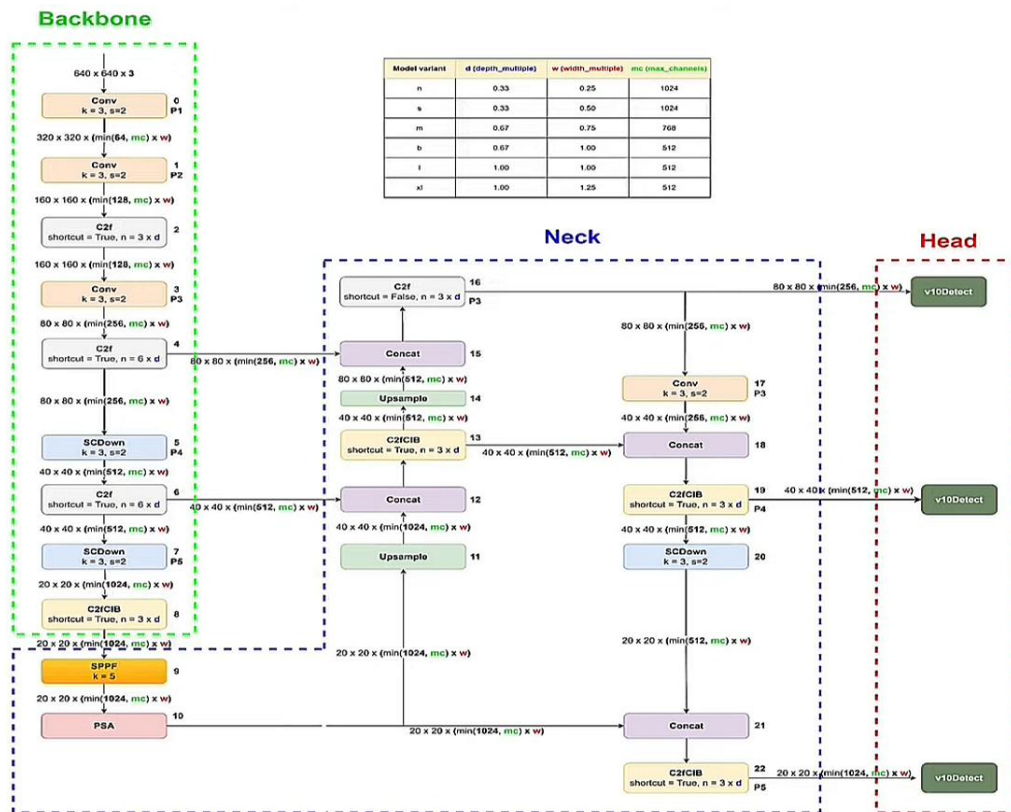 Backbone
640 x 640 x 3
Conv
k = 3, s=2
0
P1
320 x 320 x (min(64, mc) x w)
Conv
k = 3, s=2
1
P2
160 x 160 x (min(128, mc) x w)
C2f
shortcut = True, n = 3 x d
2
160 x 160 x (min(128, mc) x w)
Conv
k = 3, s=2
3
P3
80 x 80 x (min(256, mc) x w)
C2f
shortcut = True, n = 6 x d
4
80 x 80 x (min(256, mc) x w)
80 x 80 x (min(256, mc) x w)
SCDown
k = 3, s=2
5
P4
40 x 40 x (min(512, mc) x w)
C2f
shortcut = True, n = 6 x d
6
40 x 40 x (min(512, mc) x w)
40 x 40 x (min(512, mc) x w)
SCDown
k = 3, s=2
7
P5
20 x 20 x (min(1024, mc) x w)
C2fCIB
shortcut = True, n = 3 x d
8
20 x 20 x (min(1024, mc) x w)
SPPF
k = 5
9
20 x 20 x (min(1024, mc) x w)
PSA
10
20 x 20 x (min(1024, mc) x w)
Model variant d (depth_multiple) w (width_multiple) mc (max_channels)
n 0.33 0.25 1024
s 0.33 0.50 1024
m 0.67 0.75 768
b 0.67 1.00 512
l 1.00 1.00 512
xl 1.00 1.25 512
Neck
C2f
shortcut = False, n = 3 x d
16
P3
80 x 80 x (min(256, mc) x w)
Concat
15
80 x 80 x (min(512, mc) x w)
Upsample
14
40 x 40 x (min(512, mc) x w)
C2fCIB
shortcut = True, n = 3 x d
13
40 x 40 x (min(512, mc) x w)
Concat
12
40 x 40 x (min(1024, mc) x w)
Upsample
11
20 x 20 x (min(1024, mc) x w)
80 x 80 x (min(256, mc) x w)
Conv
k = 3, s=2
17
P3
40 x 40 x (min(256, mc) x w)
Concat
18
C2fCIB
shortcut = True, n = 3 x d
19
P4
40 x 40 x (min(512, mc) x w)
40 x 40 x (min(512, mc) x w)
SCDown
k = 3, s=2
20
20 x 20 x (min(512, mc) x w)
Concat
21
C2fCIB
shortcut = True, n = 3 x d
22
P5
20 x 20 x (min(1024, mc) x w)
Head
v10Detect
v10Detect
v10Detect